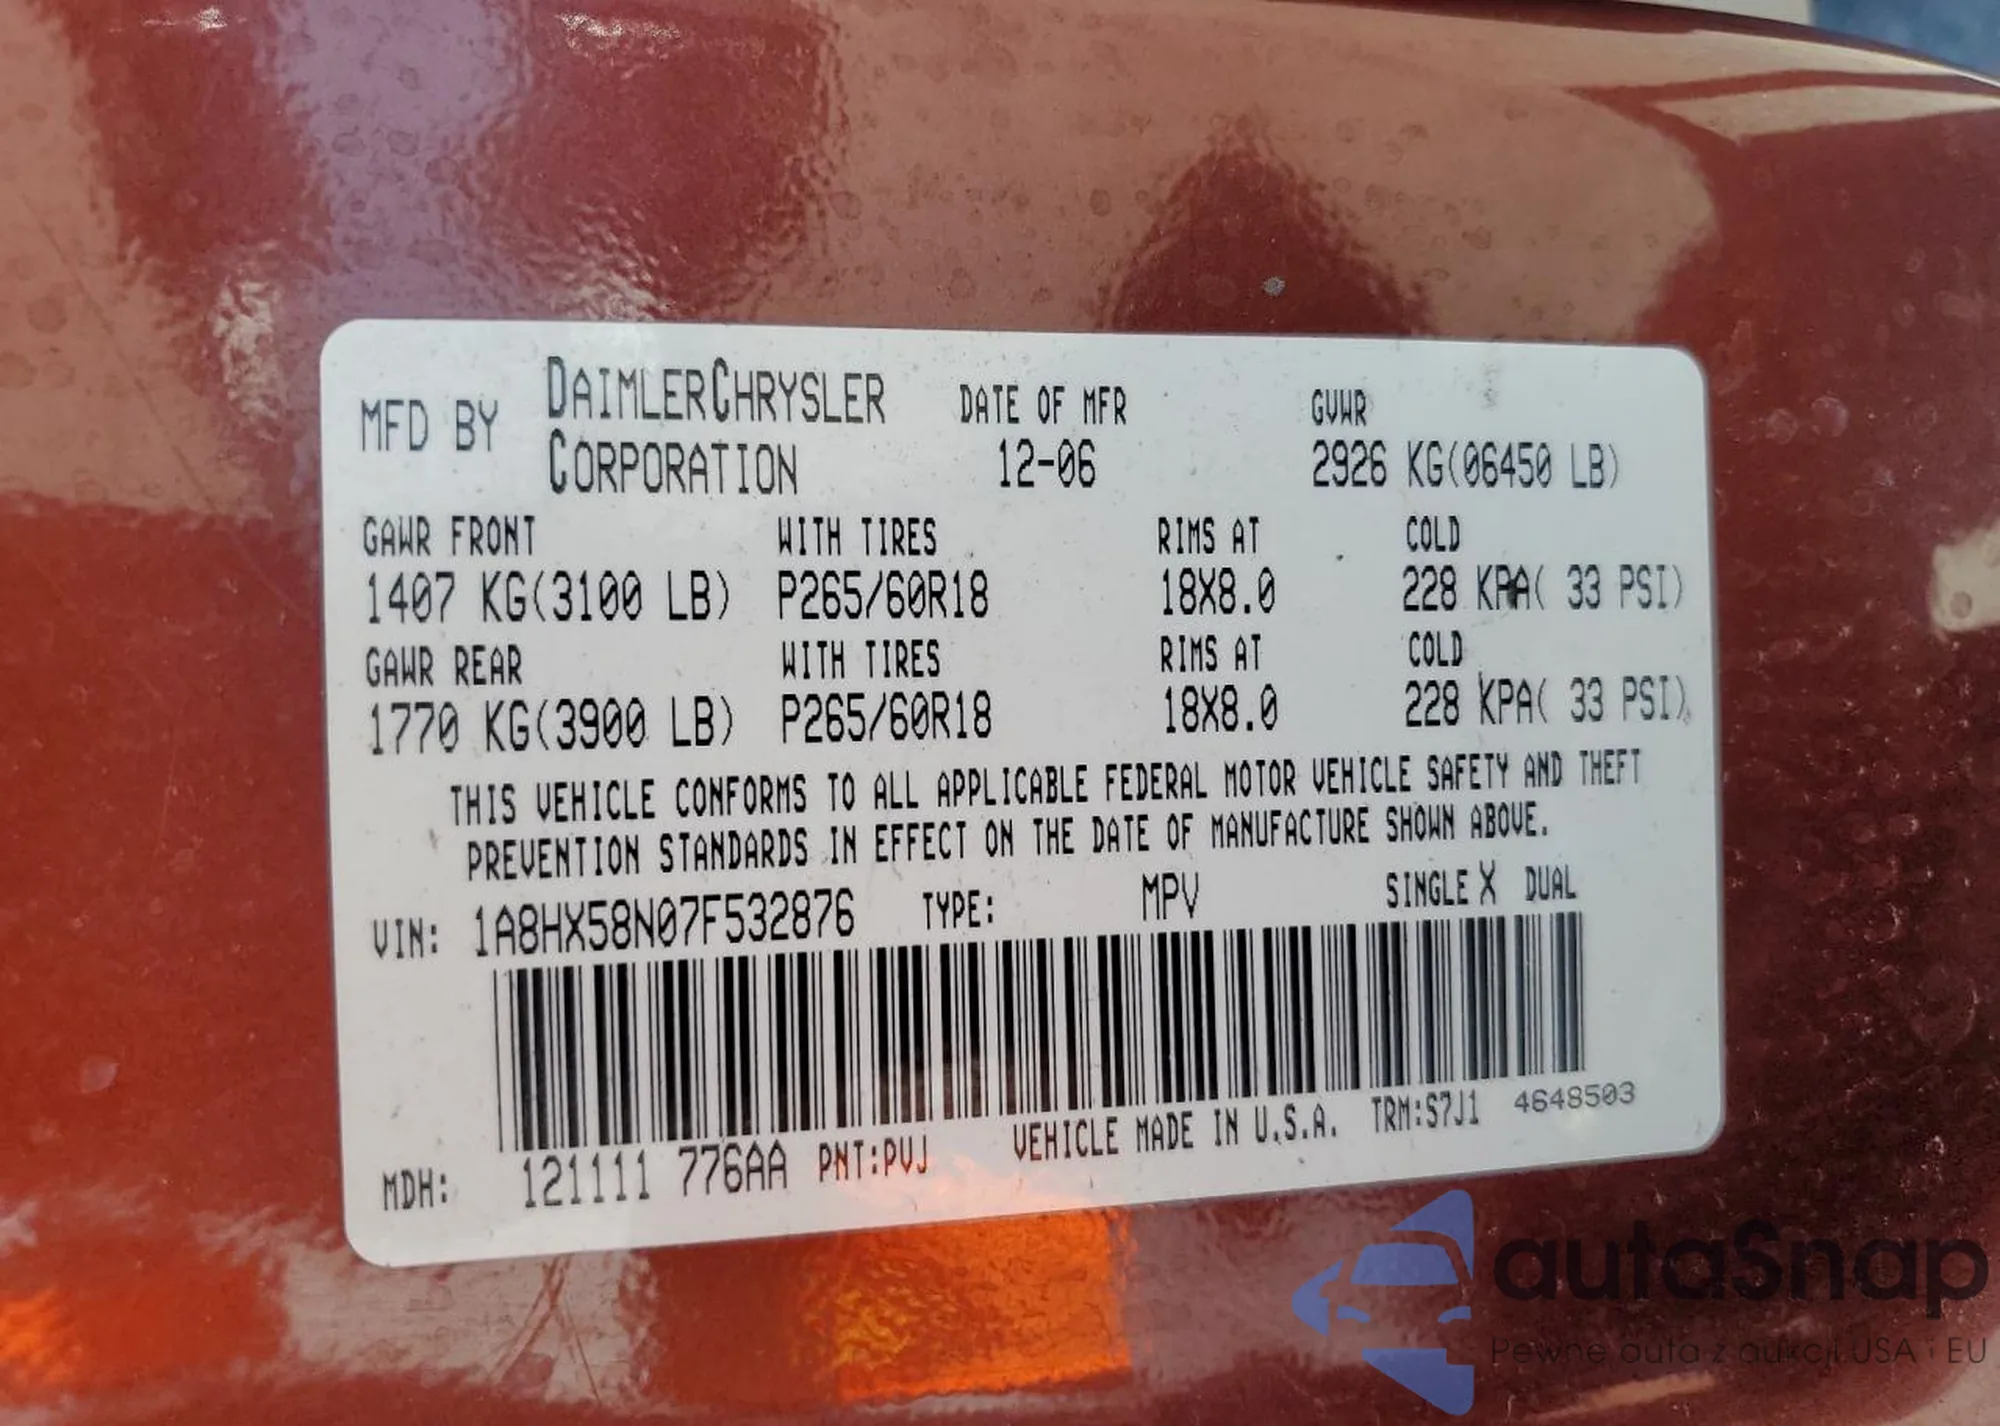 MFD BY DAIMLERCHRYSLER CORPORATION DATE OF MFR 12-06 GVWR 2926 KG(06450 LB)
GAWR FRONT WITH TIRES RIMS AT COLD
1407 KG(3100 LB) P265/60R18 18X8.0 228 KPA( 33 PSI)
GAWR REAR WITH TIRES RIMS AT COLD
1770 KG(3900 LB) P265/60R18 18X8.0 228 KPA( 33 PSI)
THIS VEHICLE CONFORMS TO ALL APPLICABLE FEDERAL MOTOR VEHICLE SAFETY AND THEFT
PREVENTION STANDARDS IN EFFECT ON THE DATE OF MANUFACTURE SHOWN ABOVE.
VIN: 1A8HX58N07F532876 TYPE: MPV SINGLE X DUAL
MDH: 121111 776AA PNT:PVJ VEHICLE MADE IN U.S.A. TRM:S7J1 4648503
autaSnap
Pewne auta z aukcji USA i EU